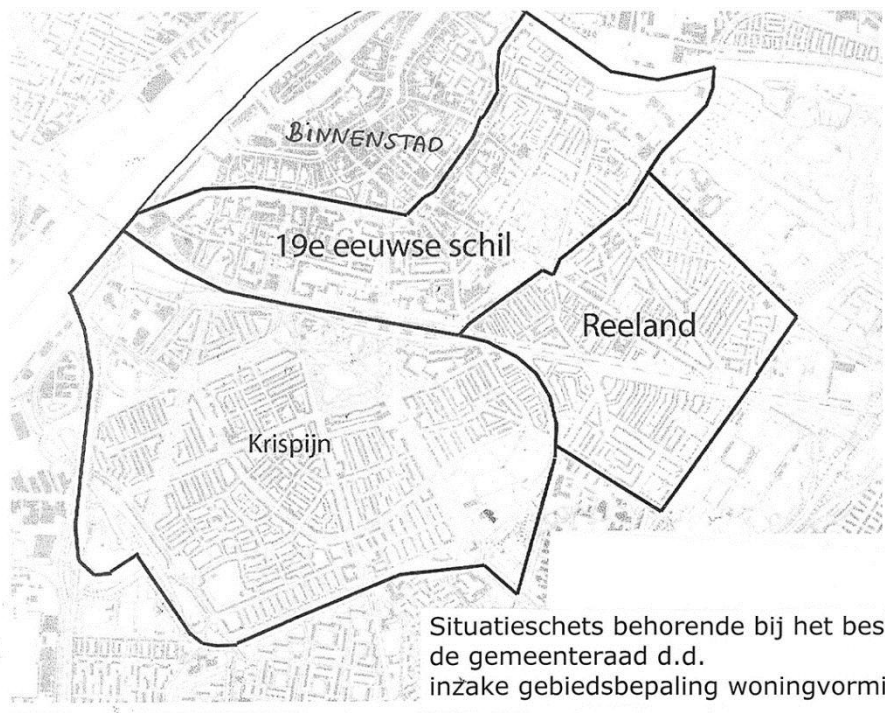 BINNENSTAD
19e eeuwse schil
Reeland
Krispijn
Situatieschets behorende bij het bes
de gemeenteraad d.d.
inzake gebiedsbepaling woningvormi